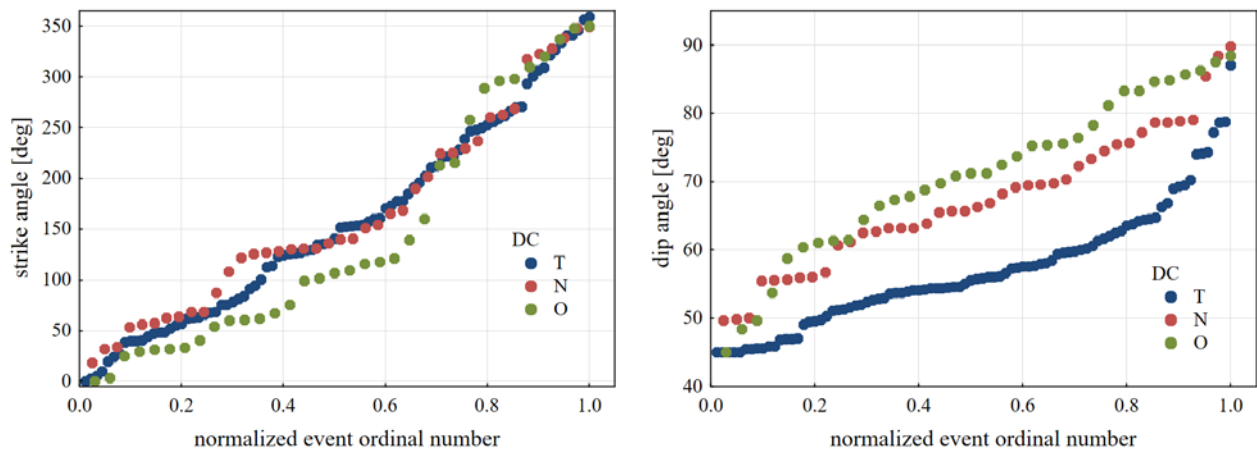 350
300
250
200
150
100
50
0
strike angle [deg]
DC
T
N
O
0.0 0.2 0.4 0.6 0.8 1.0
normalized event ordinal number
90
80
70
60
50
40
dip angle [deg]
DC
T
N
O
0.0 0.2 0.4 0.6 0.8 1.0
normalized event ordinal number